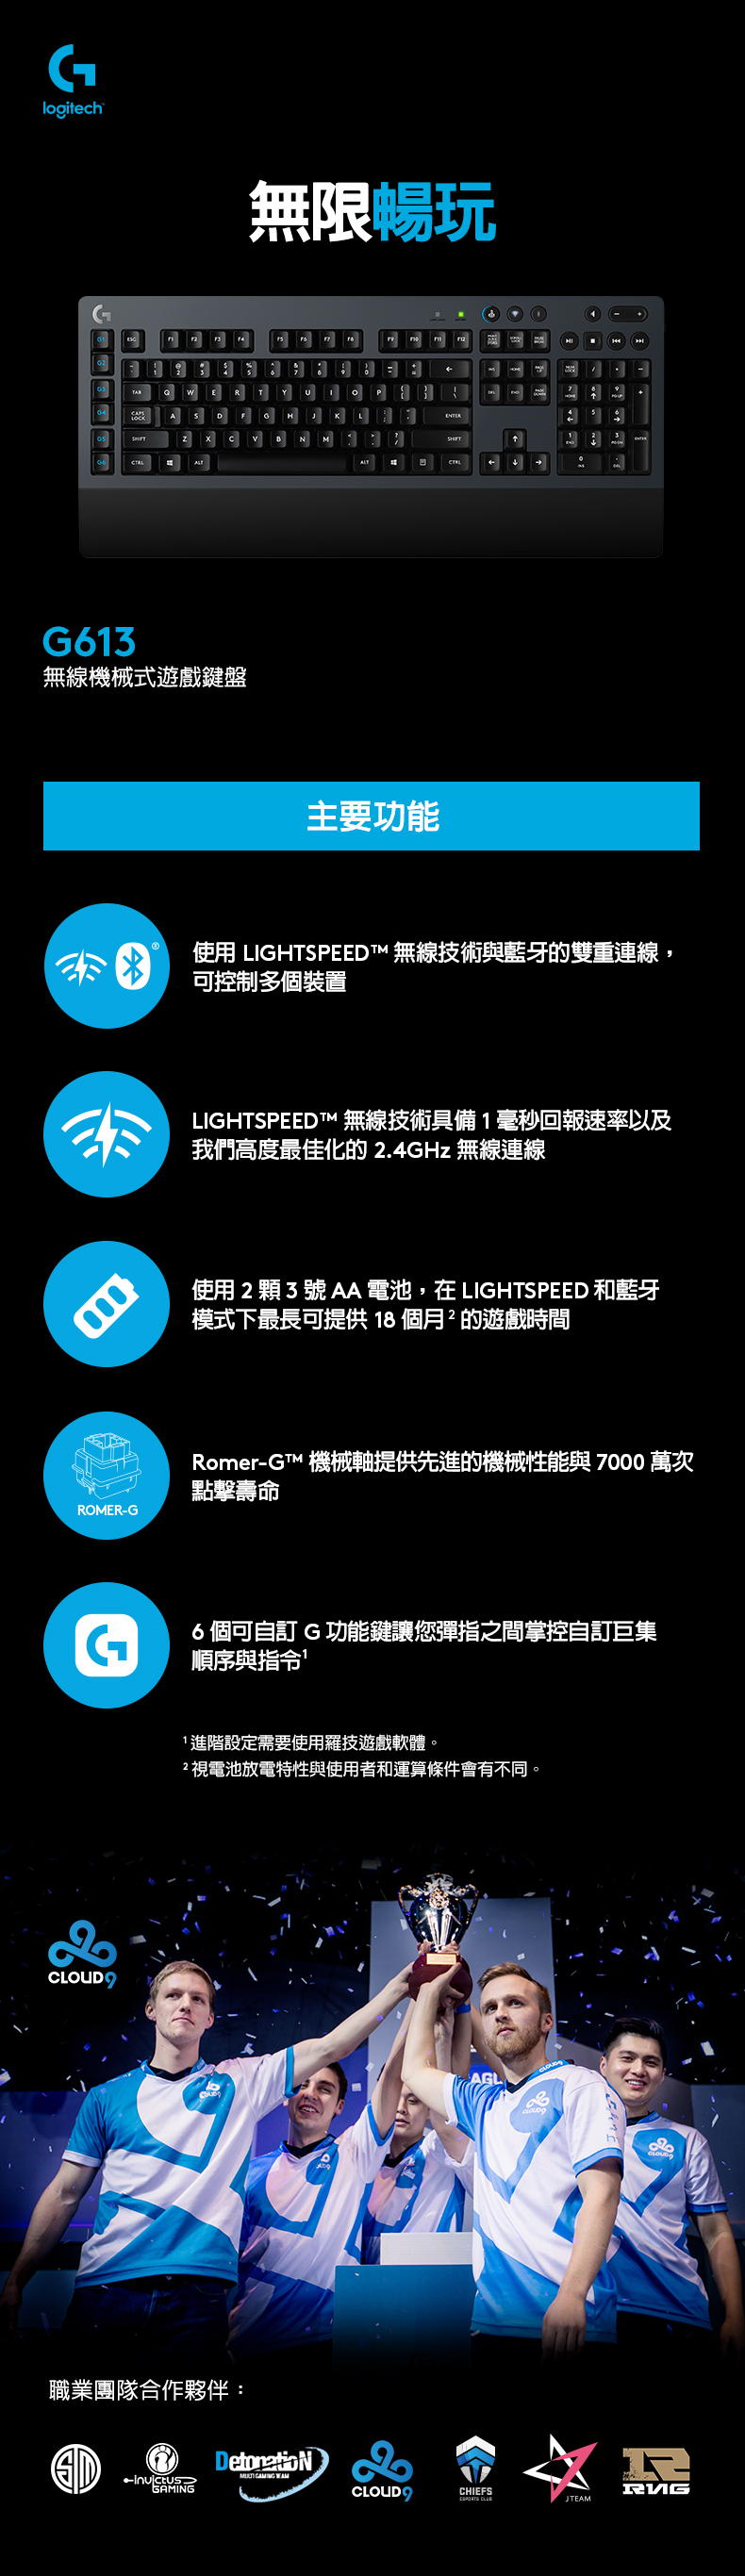 logitech
無限暢玩
G613
無線機械式遊戲鍵盤
主要功能
使用 LIGHTSPEED™ 無線技術與藍牙的雙重連線，
可控制多個裝置
LIGHTSPEED™ 無線技術具備 1 毫秒回報速率以及
我們高度最佳化的 2.4GHz 無線連線
使用 2 顆 3 號 AA 電池，在 LIGHTSPEED 和藍牙
模式下最長可提供 18 個月² 的遊戲時間
Romer-G™ 機械軸提供先進的機械性能與 7000 萬次
點擊壽命
ROMER-G
6 個可自訂 G 功能鍵讓您彈指之間掌控自訂巨集
順序與指令¹
¹ 進階設定需要使用羅技遊戲軟體。
² 視電池放電特性與使用者和運算條件會有不同。
CLOUD9
AGL
職業團隊合作夥伴：
TSM
Invictus
GAMING
DetonatioN
MULTI GAMING TEAM
CLOUD9
CHIEFS
ESPORTS CLUB
JTEAM
RNG